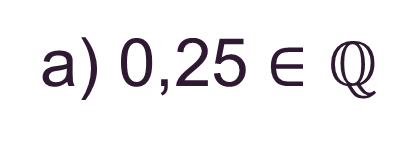 a) 0,25 ∈ ℚ